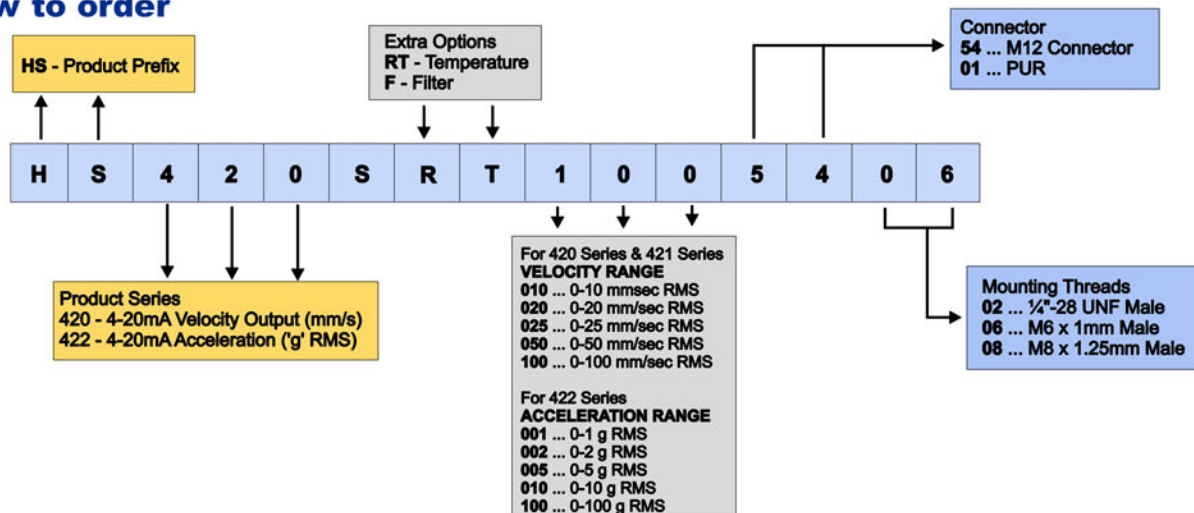 w to order
HS - Product Prefix
Extra Options
RT - Temperature
F - Filter
Connector
54 ... M12 Connector
01 ... PUR
H S 4 2 0 S R T 1 0 0 5 4 0 6
Product Series
420 - 4-20mA Velocity Output (mm/s)
422 - 4-20mA Acceleration ('g' RMS)
For 420 Series & 421 Series
VELOCITY RANGE
010 ... 0-10 mmsec RMS
020 ... 0-20 mm/sec RMS
025 ... 0-25 mm/sec RMS
050 ... 0-50 mm/sec RMS
100 ... 0-100 mm/sec RMS
For 422 Series
ACCELERATION RANGE
001 ... 0-1 g RMS
002 ... 0-2 g RMS
005 ... 0-5 g RMS
010 ... 0-10 g RMS
100 ... 0-100 g RMS
Mounting Threads
02 ... ¼"-28 UNF Male
06 ... M6 x 1mm Male
08 ... M8 x 1.25mm Male